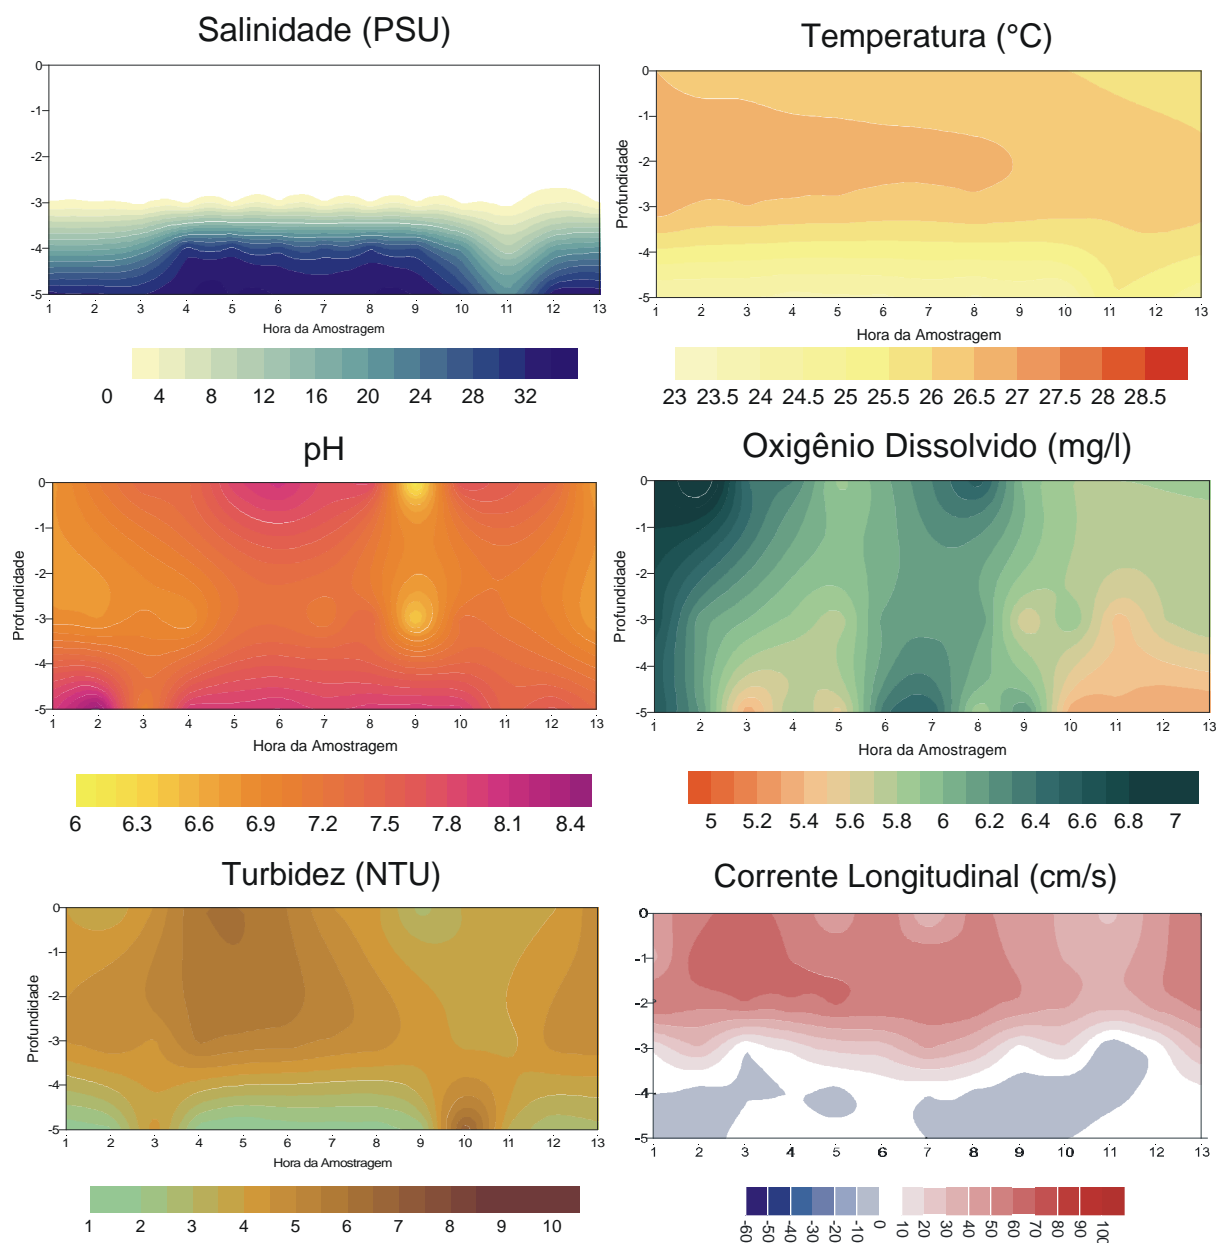 Salinidade (PSU)
0
-1
-2
-3
-4
-5
1 2 3 4 5 6 7 8 9 10 11 12 13
Hora da Amostragem
0 4 8 12 16 20 24 28 32
Temperatura (°C)
Profundidade
0
-1
-2
-3
-4
-5
1 2 3 4 5 6 7 8 9 10 11 12 13
Hora da Amostragem
23 23.5 24 24.5 25 25.5 26 26.5 27 27.5 28 28.5
pH
Profundidade
0
-1
-2
-3
-4
-5
1 2 3 4 5 6 7 8 9 10 11 12 13
Hora da Amostragem
6 6.3 6.6 6.9 7.2 7.5 7.8 8.1 8.4
Oxigênio Dissolvido (mg/l)
Profundidade
0
-1
-2
-3
-4
-5
1 2 3 4 5 6 7 8 9 10 11 12 13
Hora da Amostragem
5 5.2 5.4 5.6 5.8 6 6.2 6.4 6.6 6.8 7
Turbidez (NTU)
Profundidade
0
-1
-2
-3
-4
-5
1 2 3 4 5 6 7 8 9 10 11 12 13
Hora da Amostragem
1 2 3 4 5 6 7 8 9 10
Corrente Longitudinal (cm/s)
0
-1
-2
-3
-4
-5
1 2 3 4 5 6 7 8 9 10 11 12 13
-60 -50 -40 -30 -20 -10 0 10 20 30 40 50 60 70 80 90 100